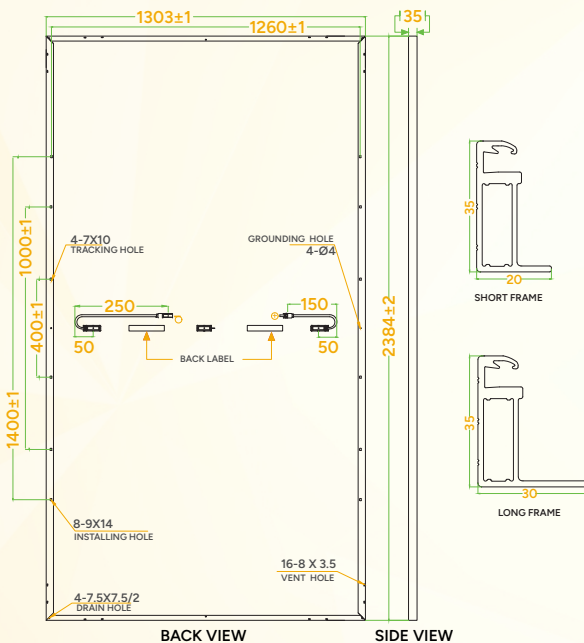 1303±1
35
1260±1
35
1000±1
4-7X10
TRACKING HOLE
GROUNDING HOLE
4-Ø4
20
SHORT FRAME
250
150
400±1
2384±2
50
50
BACK LABEL
1400±1
35
30
LONG FRAME
8-9X14
INSTALLING HOLE
16-8 X 3.5
VENT HOLE
4-7.5X7.5/2
DRAIN HOLE
BACK VIEW
SIDE VIEW